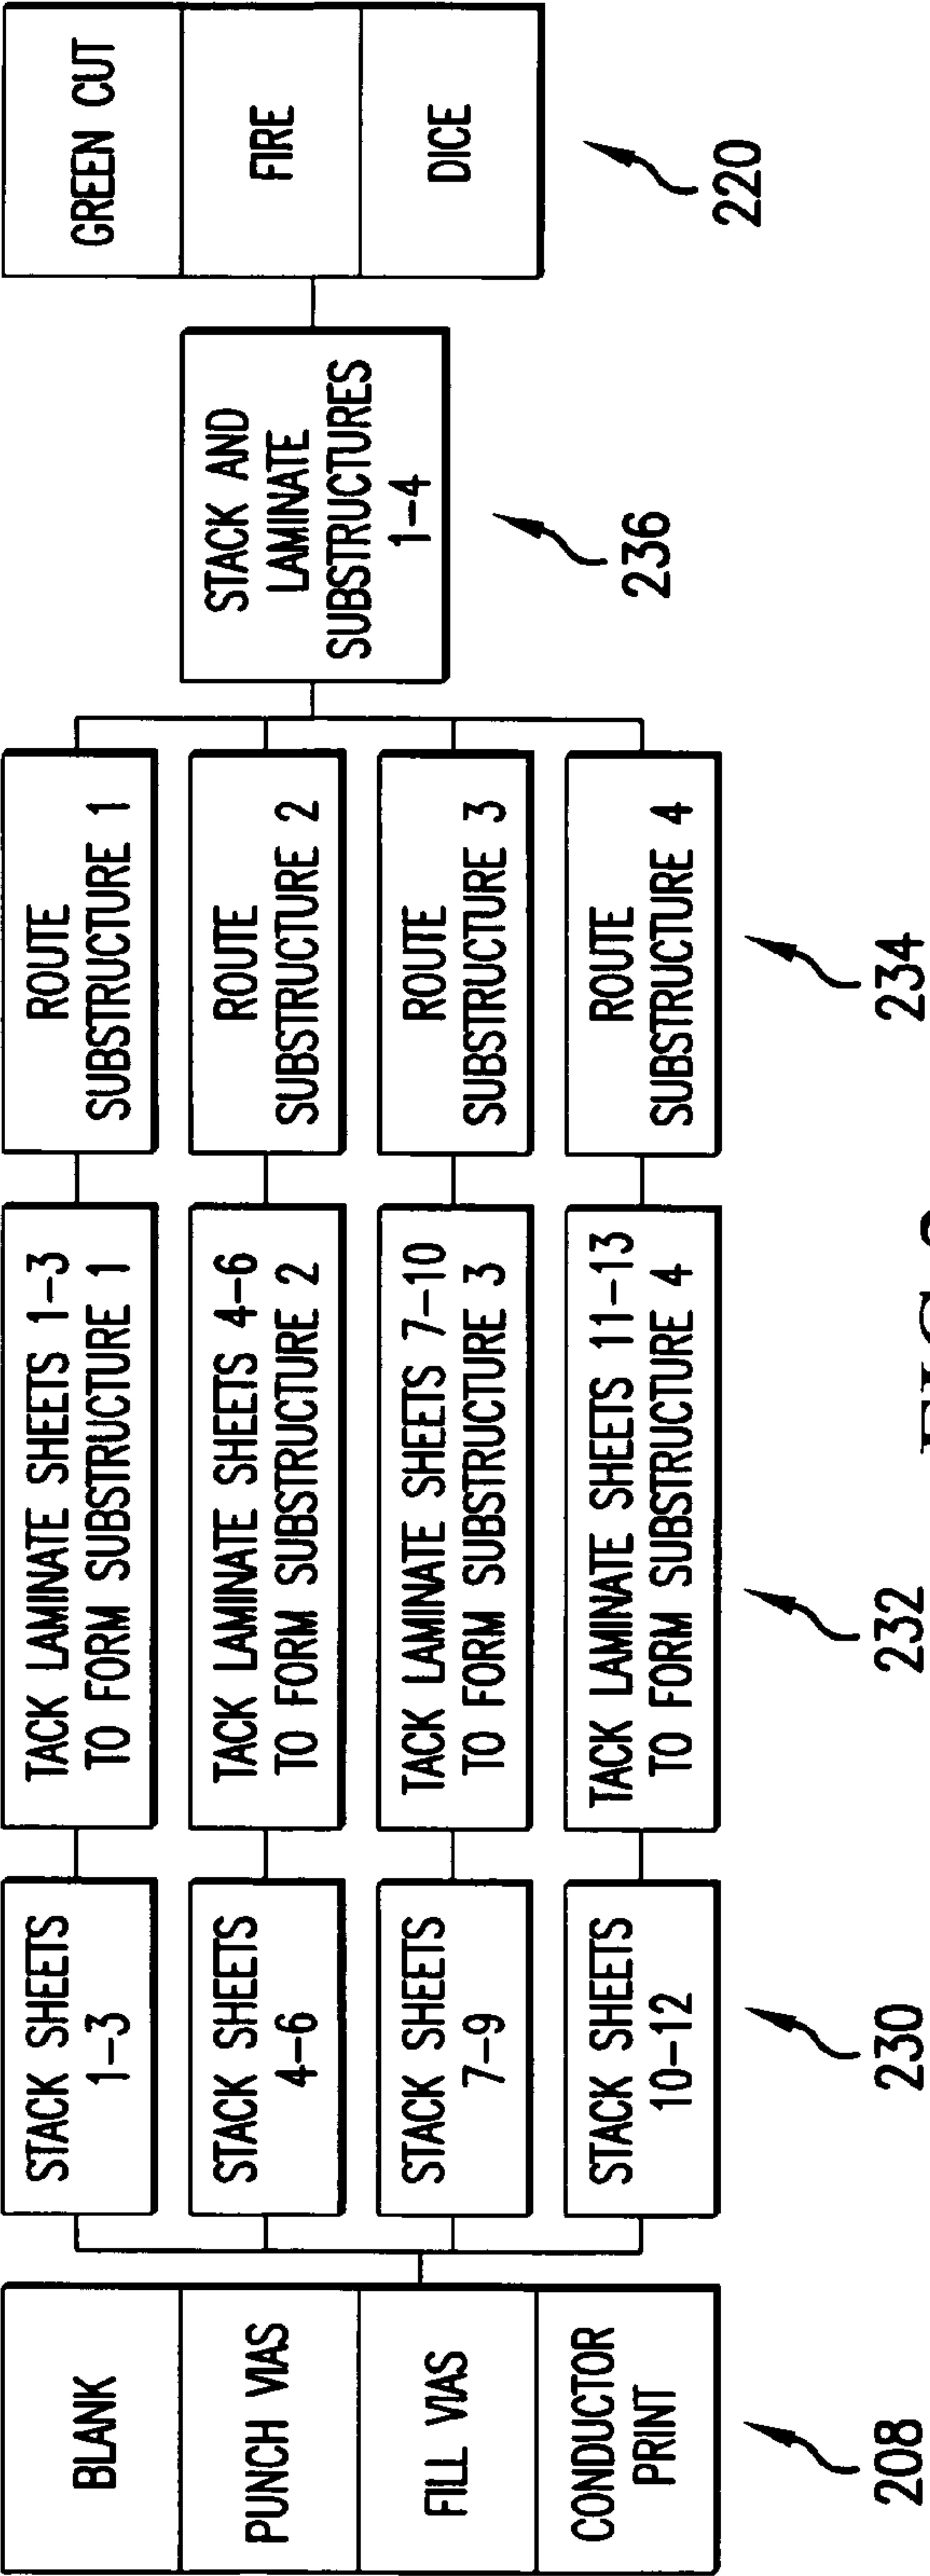 BLANK
PUNCH VIAS
FILL VIAS
CONDUCTOR
PRINT
208
STACK SHEETS
1-3
STACK SHEETS
4-6
STACK SHEETS
7-9
STACK SHEETS
10-12
230
TACK LAMINATE SHEETS 1-3
TO FORM SUBSTRUCTURE 1
TACK LAMINATE SHEETS 4-6
TO FORM SUBSTRUCTURE 2
TACK LAMINATE SHEETS 7-10
TO FORM SUBSTRUCTURE 3
TACK LAMINATE SHEETS 11-13
TO FORM SUBSTRUCTURE 4
232
ROUTE
SUBSTRUCTURE 1
ROUTE
SUBSTRUCTURE 2
ROUTE
SUBSTRUCTURE 3
ROUTE
SUBSTRUCTURE 4
234
STACK AND
LAMINATE
SUBSTRUCTURES
1-4
236
GREEN CUT
FIRE
DICE
220